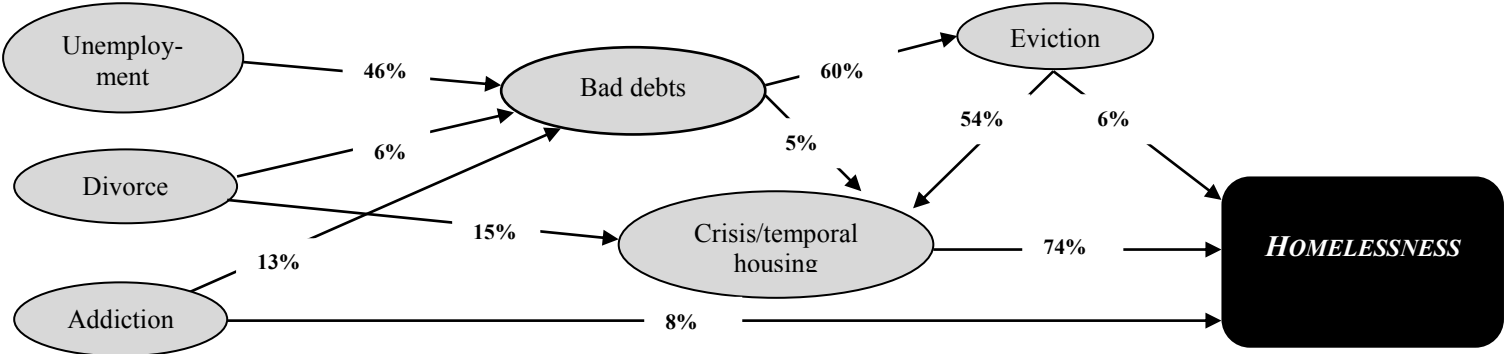 Unemploy-
ment
46%
Bad debts
60%
Eviction
54%
6%
6%
5%
Divorce
15%
Crisis/temporal
housing
74%
HOMELESSNESS
13%
Addiction
8%